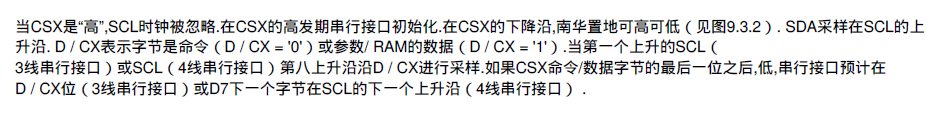 当CSX是“高”,SCL时钟被忽略.在CSX的高发期串行接口初始化.在CSX的下降沿,南华置地可高可低（见图9.3.2）. SDA采样在SCL的上
升沿. D / CX表示字节是命令（D / CX = '0'）或参数/ RAM的数据（D / CX = '1'）.当第一个上升的SCL（
3线串行接口）或SCL（4线串行接口）第八上升沿沿D / CX进行采样.如果CSX命令/数据字节的最后一位之后,低,串行接口预计在
D / CX位（3线串行接口）或D7下一个字节在SCL的下一个上升沿（4线串行接口）.